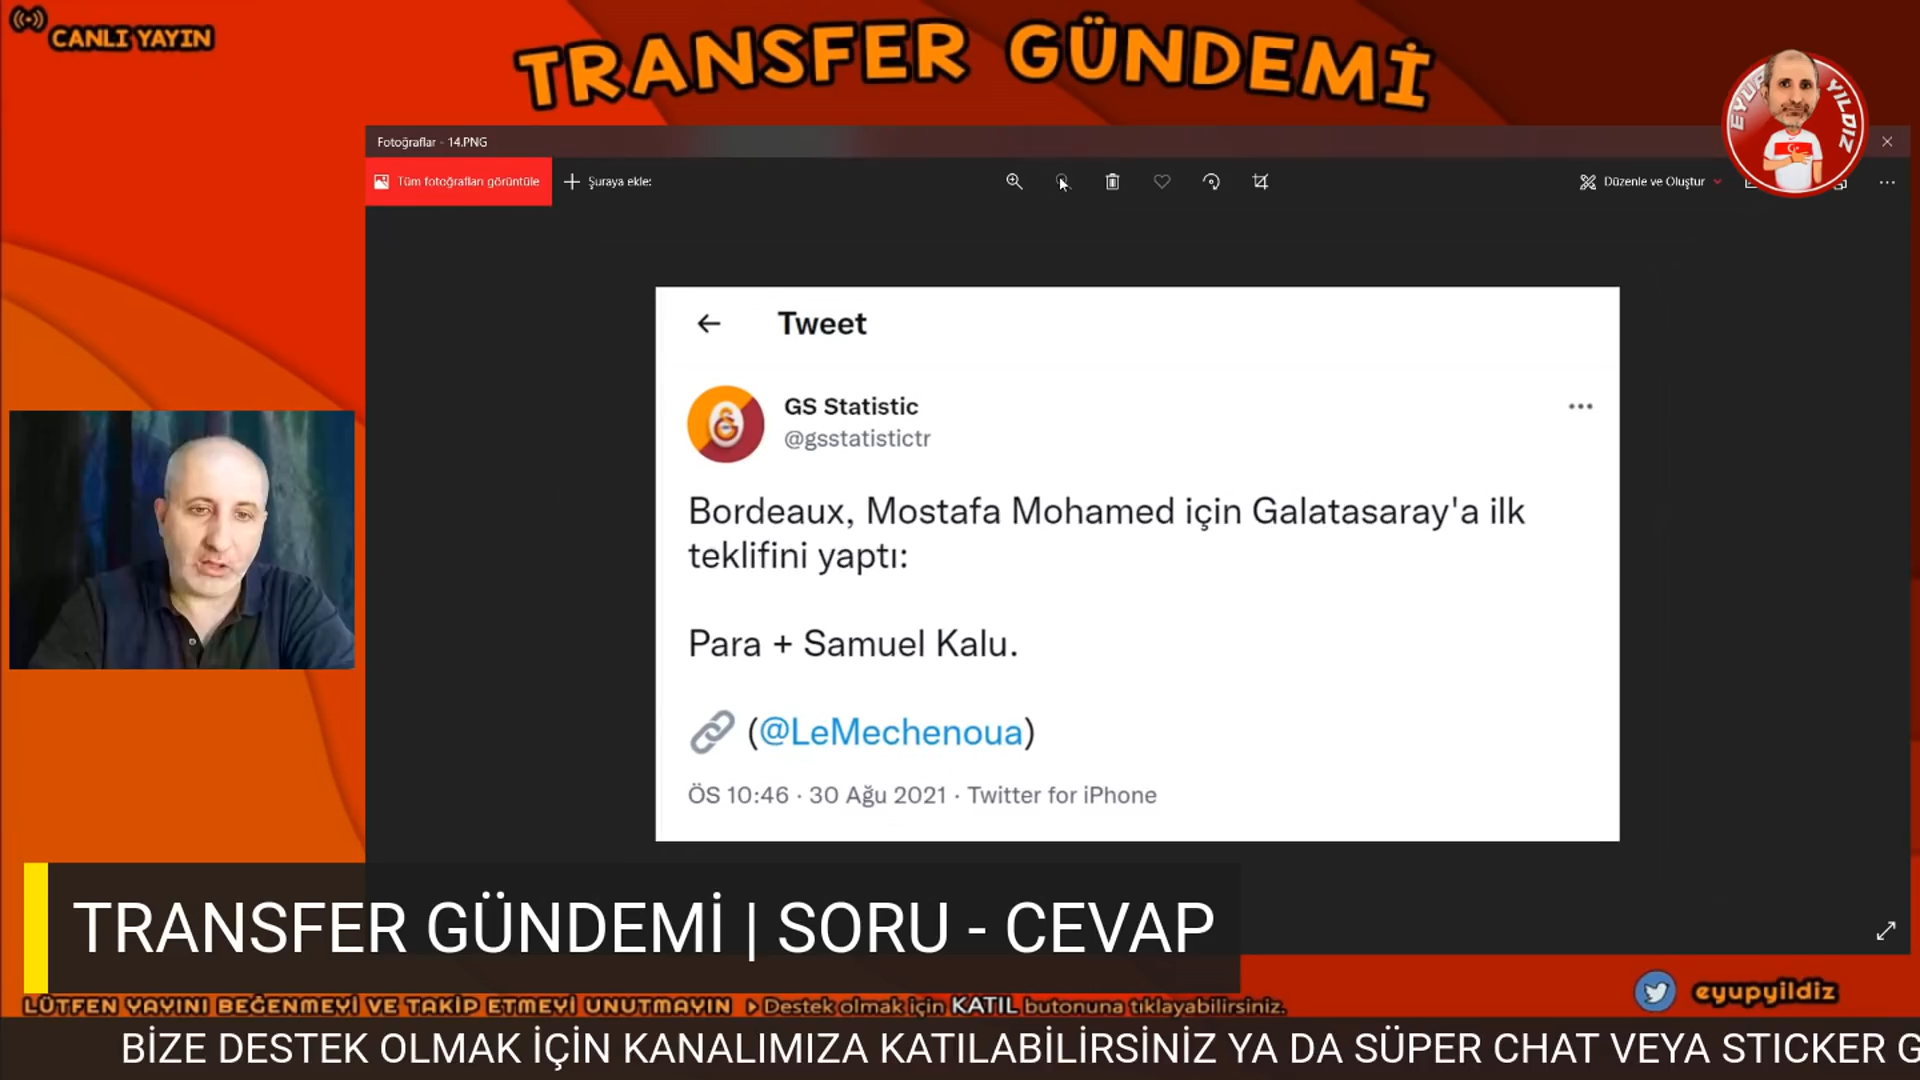 CANLI YAYIN
TRANSFER GÜNDEMİ
EYUP YILDIZ
Fotoğraflar - 14.PNG
Tüm fotoğrafları görüntüle
Şuraya ekle:
Düzenle ve Oluştur
Tweet
GS Statistic
@gsstatistictr
Bordeaux, Mostafa Mohamed için Galatasaray'a ilk
teklifini yaptı:
Para + Samuel Kalu.
(@LeMechenoua)
ÖS 10:46 · 30 Ağu 2021 · Twitter for iPhone
TRANSFER GÜNDEMİ | SORU - CEVAP
LÜTFEN YAYINI BEĞENMEYİ VE TAKİP ETMEYİ UNUTMAYIN Destek olmak için KATIL butonuna tıklayabilirsiniz.
eyupyildiz
BİZE DESTEK OLMAK İÇİN KANALIMIZA KATILABİLİRSİNİZ YA DA SÜPER CHAT VEYA STICKER G